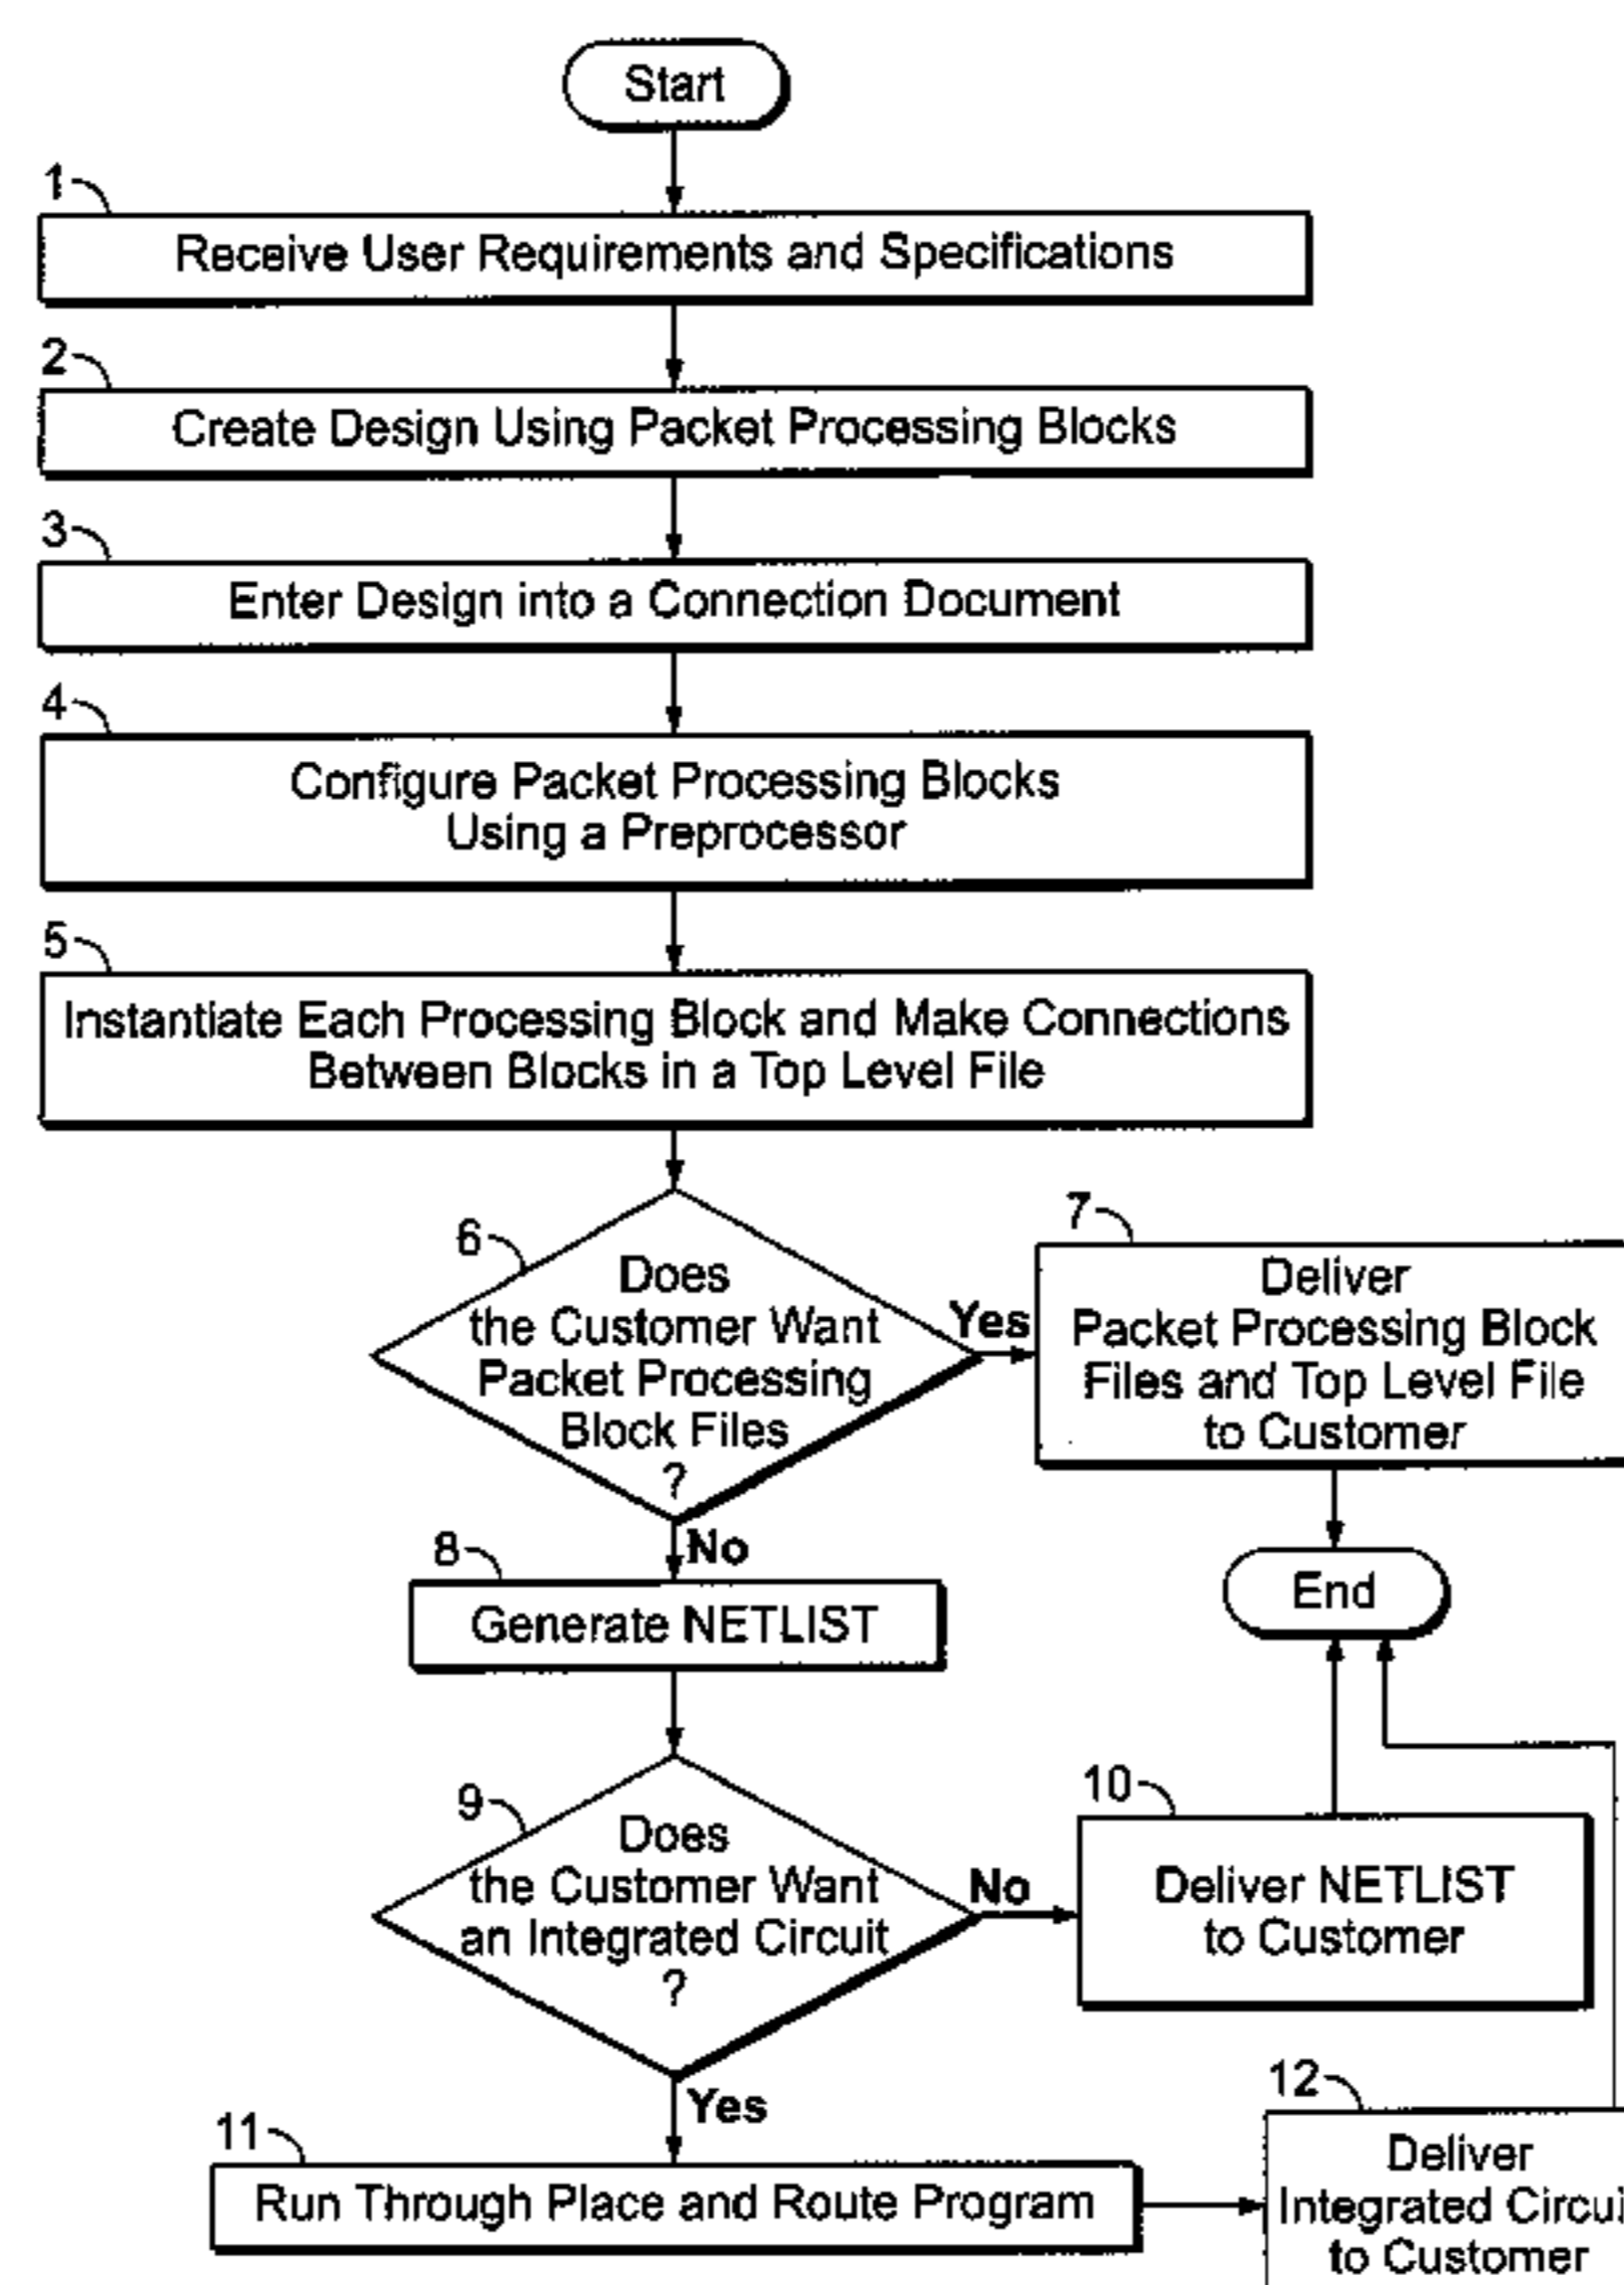 Start
1
Receive User Requirements and Specifications
2
Create Design Using Packet Processing Blocks
3
Enter Design into a Connection Document
4
Configure Packet Processing Blocks
Using a Preprocessor
5
Instantiate Each Processing Block and Make Connections
Between Blocks in a Top Level File
6
Does
the Customer Want
Packet Processing
Block Files
?
Yes
7
Deliver
Packet Processing Block
Files and Top Level File
to Customer
No
8
Generate NETLIST
End
9
Does
the Customer Want
an Integrated Circuit
?
No
10
Deliver NETLIST
to Customer
Yes
11
Run Through Place and Route Program
12
Deliver
Integrated Circui
to Customer